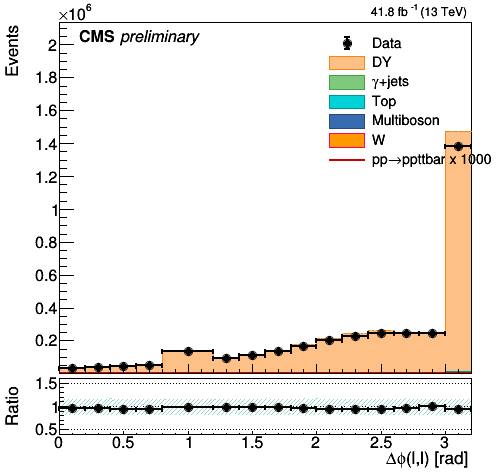 ×10⁶
41.8 fb⁻¹ (13 TeV)
CMS preliminary
Events
2
1.8
1.6
1.4
1.2
1
0.8
0.6
0.4
0.2
Data
DY
γ+jets
Top
Multiboson
W
pp→ppttbar x 1000
Ratio
1.5
1
0.5
0 0.5 1 1.5 2 2.5 3
Δφ(l,l) [rad]